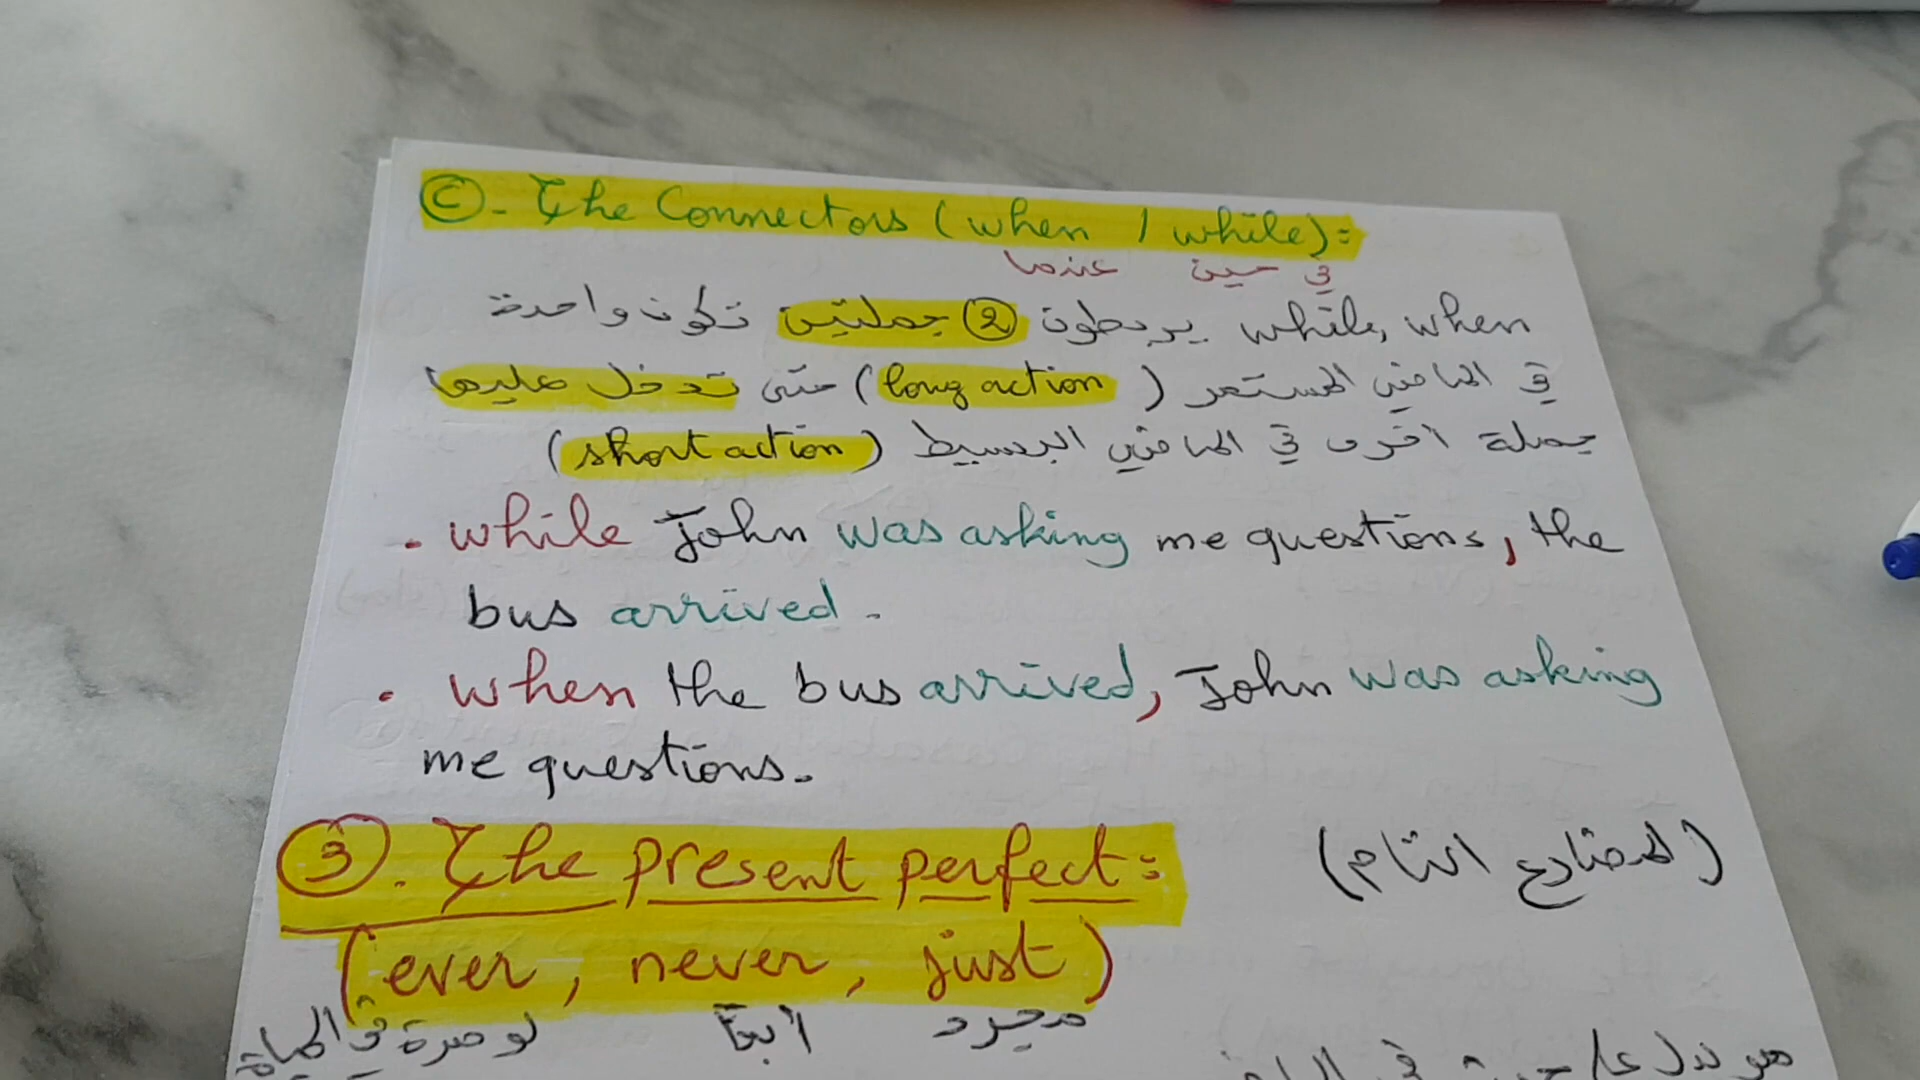 C. The Connectors (when / while):
عندما في حين
while, when يربطون 2 جملتين تكون واحدة
في الماضي المستمر (long action) حتى تدخل عليها
جملة أخرى في الماضي البسيط (short action)
. while John was asking me questions, the
bus arrived.
. when the bus arrived, John was asking
me questions.
3. The present perfect: (المضارع التام)
(ever, never, just)
لو مرة في الحياة أبدًا مجرد